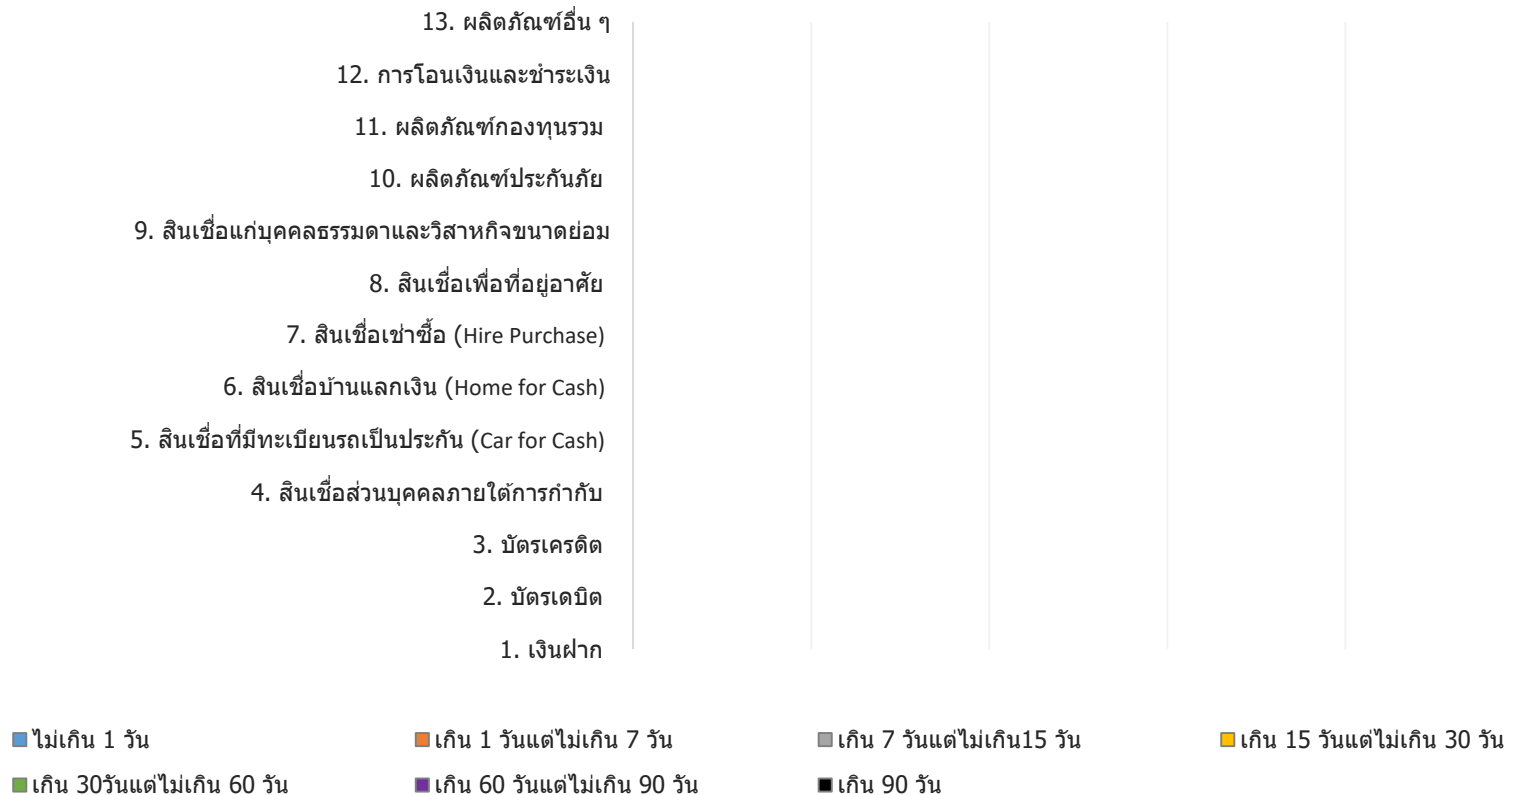 13. ผลิตภัณฑ์อื่น ๆ
12. การโอนเงินและชำระเงิน
11. ผลิตภัณฑ์กองทุนรวม
10. ผลิตภัณฑ์ประกันภัย
9. สินเชื่อแก่บุคคลธรรมดาและวิสาหกิจขนาดย่อม
8. สินเชื่อเพื่อที่อยู่อาศัย
7. สินเชื่อเช่าซื้อ (Hire Purchase)
6. สินเชื่อบ้านแลกเงิน (Home for Cash)
5. สินเชื่อที่มีทะเบียนรถเป็นประกัน (Car for Cash)
4. สินเชื่อส่วนบุคคลภายใต้การกำกับ
3. บัตรเครดิต
2. บัตรเดบิต
1. เงินฝาก
ไม่เกิน 1 วัน
เกิน 1 วันแต่ไม่เกิน 7 วัน
เกิน 7 วันแต่ไม่เกิน15 วัน
เกิน 15 วันแต่ไม่เกิน 30 วัน
เกิน 30วันแต่ไม่เกิน 60 วัน
เกิน 60 วันแต่ไม่เกิน 90 วัน
เกิน 90 วัน